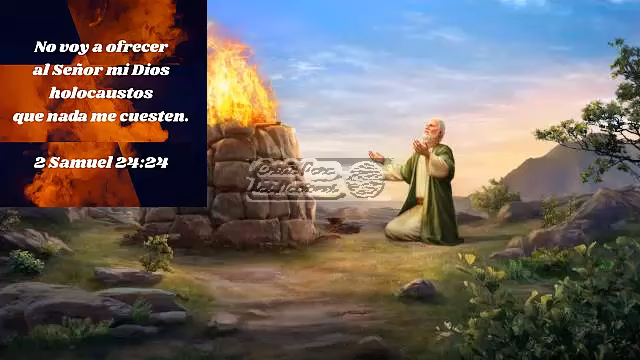 No voy a ofrecer
al Señor mi Dios
holocaustos
que nada me cuesten.
2 Samuel 24:24